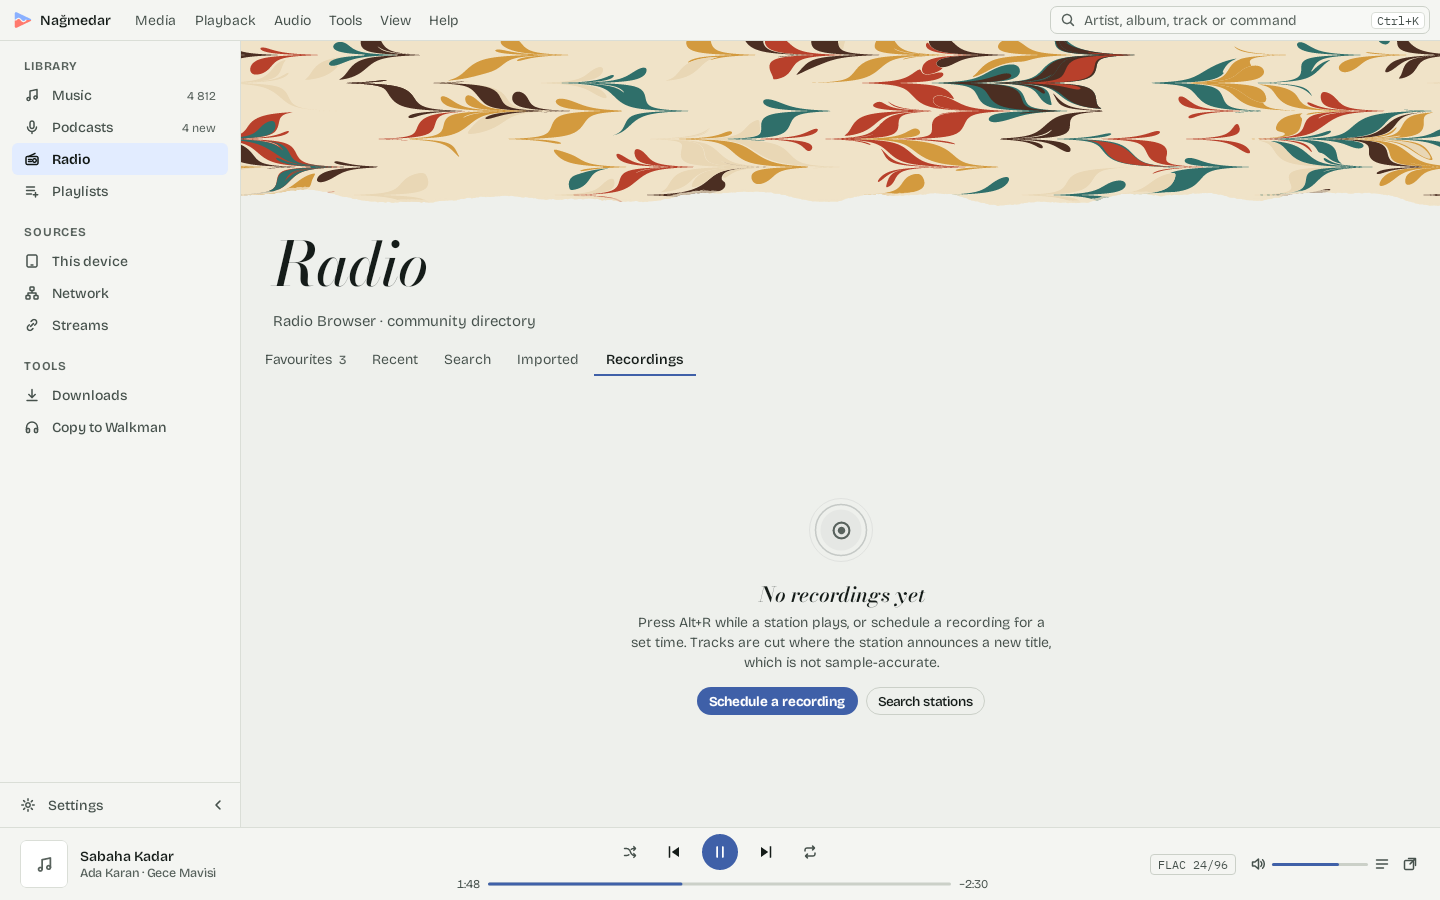 Nağmedar
Media
Playback
Audio
Tools
View
Help
Artist, album, track or command
Ctrl+K
LIBRARY
Music
4 812
Podcasts
4 new
Radio
Playlists
SOURCES
This device
Network
Streams
TOOLS
Downloads
Copy to Walkman
Settings
Radio
Radio Browser · community directory
Favourites 3
Recent
Search
Imported
Recordings
No recordings yet
Press Alt+R while a station plays, or schedule a recording for a
set time. Tracks are cut where the station announces a new title,
which is not sample-accurate.
Schedule a recording
Search stations
Sabaha Kadar
Ada Karan · Gece Mavisi
1:48
−2:30
FLAC 24/96